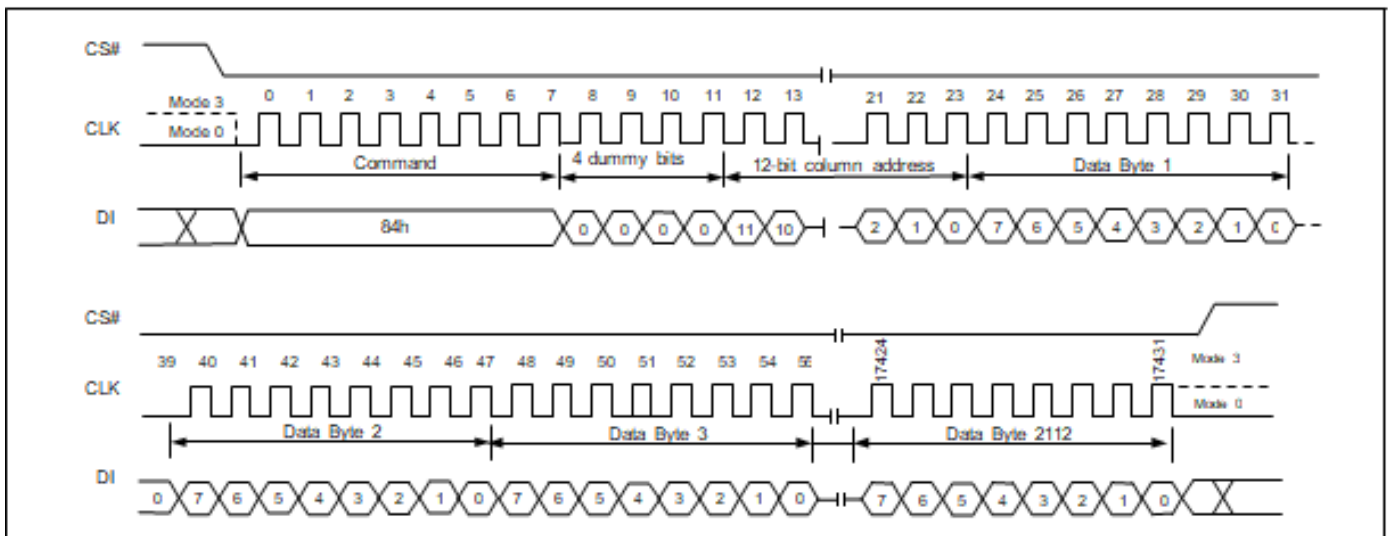 CS#
Mode 3 0 1 2 3 4 5 6 7 8 9 10 11 12 13 21 22 23 24 25 26 27 28 29 30 31
CLK Mode 0
Command 4 dummy bits 12-bit column address Data Byte 1
DI 84h 0 0 0 0 11 10 2 1 0 7 6 5 4 3 2 1 0
CS#
39 40 41 42 43 44 45 46 47 48 49 50 51 52 53 54 55 17424 17431 Mode 3
CLK Mode 0
Data Byte 2 Data Byte 3 Data Byte 2112
DI 0 7 6 5 4 3 2 1 0 7 6 5 4 3 2 1 0 7 6 5 4 3 2 1 0